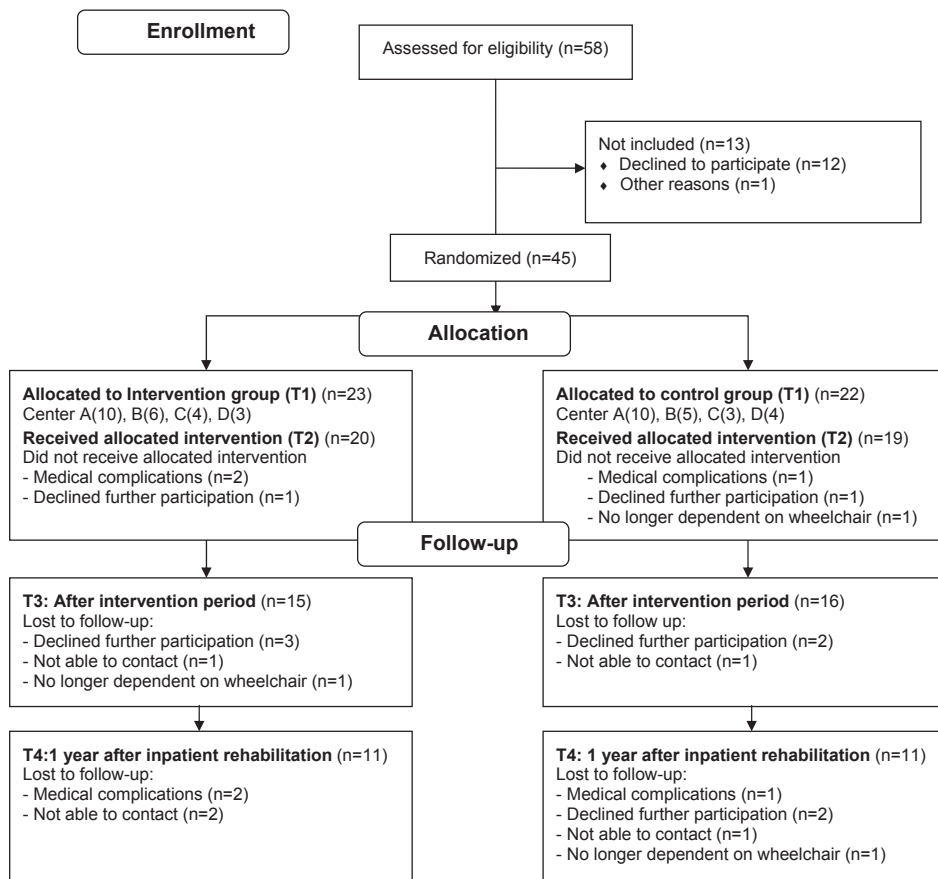 Enrollment
Assessed for eligibility (n=58)
Not included (n=13)
♦ Declined to participate (n=12)
♦ Other reasons (n=1)
Randomized (n=45)
Allocation
Allocated to Intervention group (T1) (n=23)
Center A(10), B(6), C(4), D(3)
Received allocated intervention (T2) (n=20)
Did not receive allocated intervention
- Medical complications (n=2)
- Declined further participation (n=1)
Allocated to control group (T1) (n=22)
Center A(10), B(5), C(3), D(4)
Received allocated intervention (T2) (n=19)
Did not receive allocated intervention
- Medical complications (n=1)
- Declined further participation (n=1)
- No longer dependent on wheelchair (n=1)
Follow-up
T3: After intervention period (n=15)
Lost to follow-up:
- Declined further participation (n=3)
- Not able to contact (n=1)
- No longer dependent on wheelchair (n=1)
T3: After intervention period (n=16)
Lost to follow up:
- Declined further participation (n=2)
- Not able to contact (n=1)
T4:1 year after inpatient rehabilitation (n=11)
Lost to follow-up:
- Medical complications (n=2)
- Not able to contact (n=2)
T4: 1 year after inpatient rehabilitation (n=11)
Lost to follow-up:
- Medical complications (n=1)
- Declined further participation (n=2)
- Not able to contact (n=1)
- No longer dependent on wheelchair (n=1)